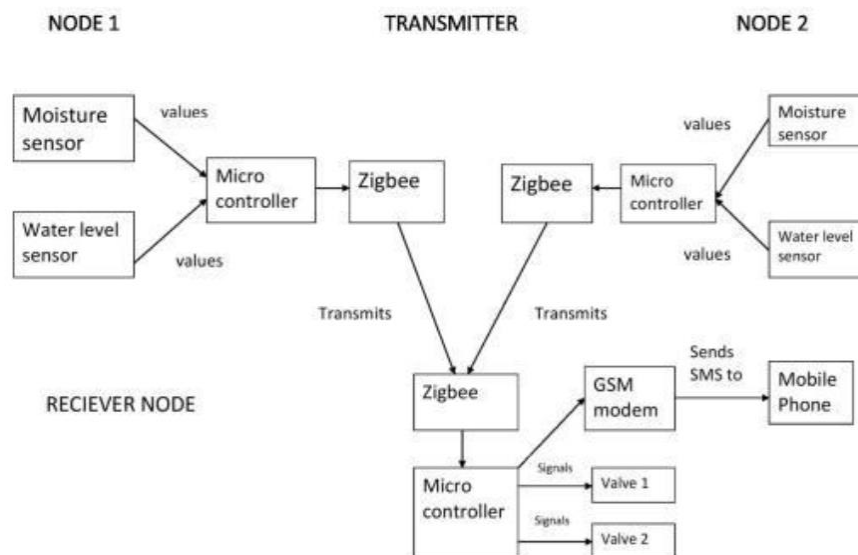 NODE 1
TRANSMITTER
NODE 2
Moisture
sensor
values
Micro
controller
Zigbee
Zigbee
Micro
controller
values
Moisture
sensor
Water level
sensor
values
values
Water level
sensor
Transmits
Transmits
RECIEVER NODE
Zigbee
GSM
modem
Sends
SMS to
Mobile
Phone
Micro
controller
Signals
Valve 1
Signals
Valve 2